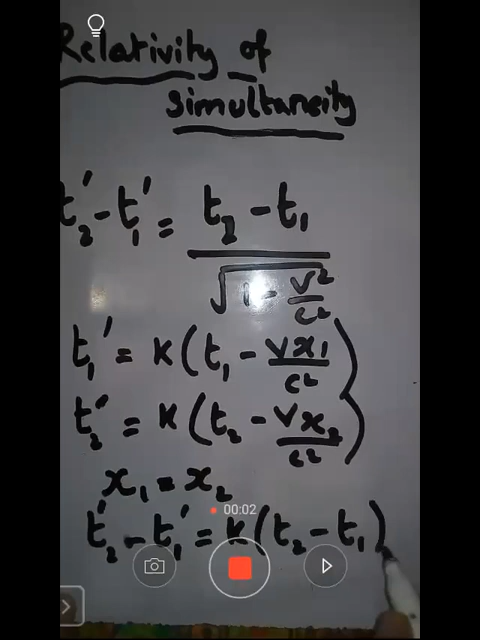 Relativity of
simultaneity
t₂' - t₁' = t₂ - t₁
√1 - v²/c²
t₁' = K(t₁ - vx₁/c²)
t₂' = K(t₂ - vx₂/c²)
x₁ = x₂
00:02
t₂' - t₁' = K(t₂ - t₁)